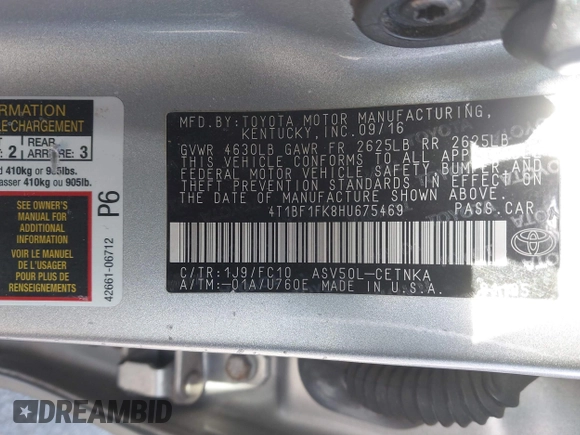 ORMATION
LE CHARGEMENT
REAR
2 ARRIÈRE 3
d 410kg or 905lbs.
asser 410kg ou 905lb.
SEE OWNER'S
MANUAL FOR
ADDITIONAL
INFORMATION
VOIR LE MANUEL
DE L'USAGER
POUR PLUS DE
RENSEIGNEMENTS
P6
42661-06712
MFD.BY: TOYOTA MOTOR MANUFACTURING,
KENTUCKY, INC. 09/16
GVWR 4630LB GAWR FR 2625LB RR 2625LB
THIS VEHICLE CONFORMS TO ALL APPLICABLE
FEDERAL MOTOR VEHICLE SAFETY, BUMPER, AND
THEFT PREVENTION STANDARDS IN EFFECT ON
THE DATE OF MANUFACTURE SHOWN ABOVE.
4T1BF1FK8HU675469 PASS.CAR
C/TR:1J9/FC10 ASV50L-CETNKA
A/TM:-01A/U760E MADE IN U.S.A.
TOYOTA
DREAMBID